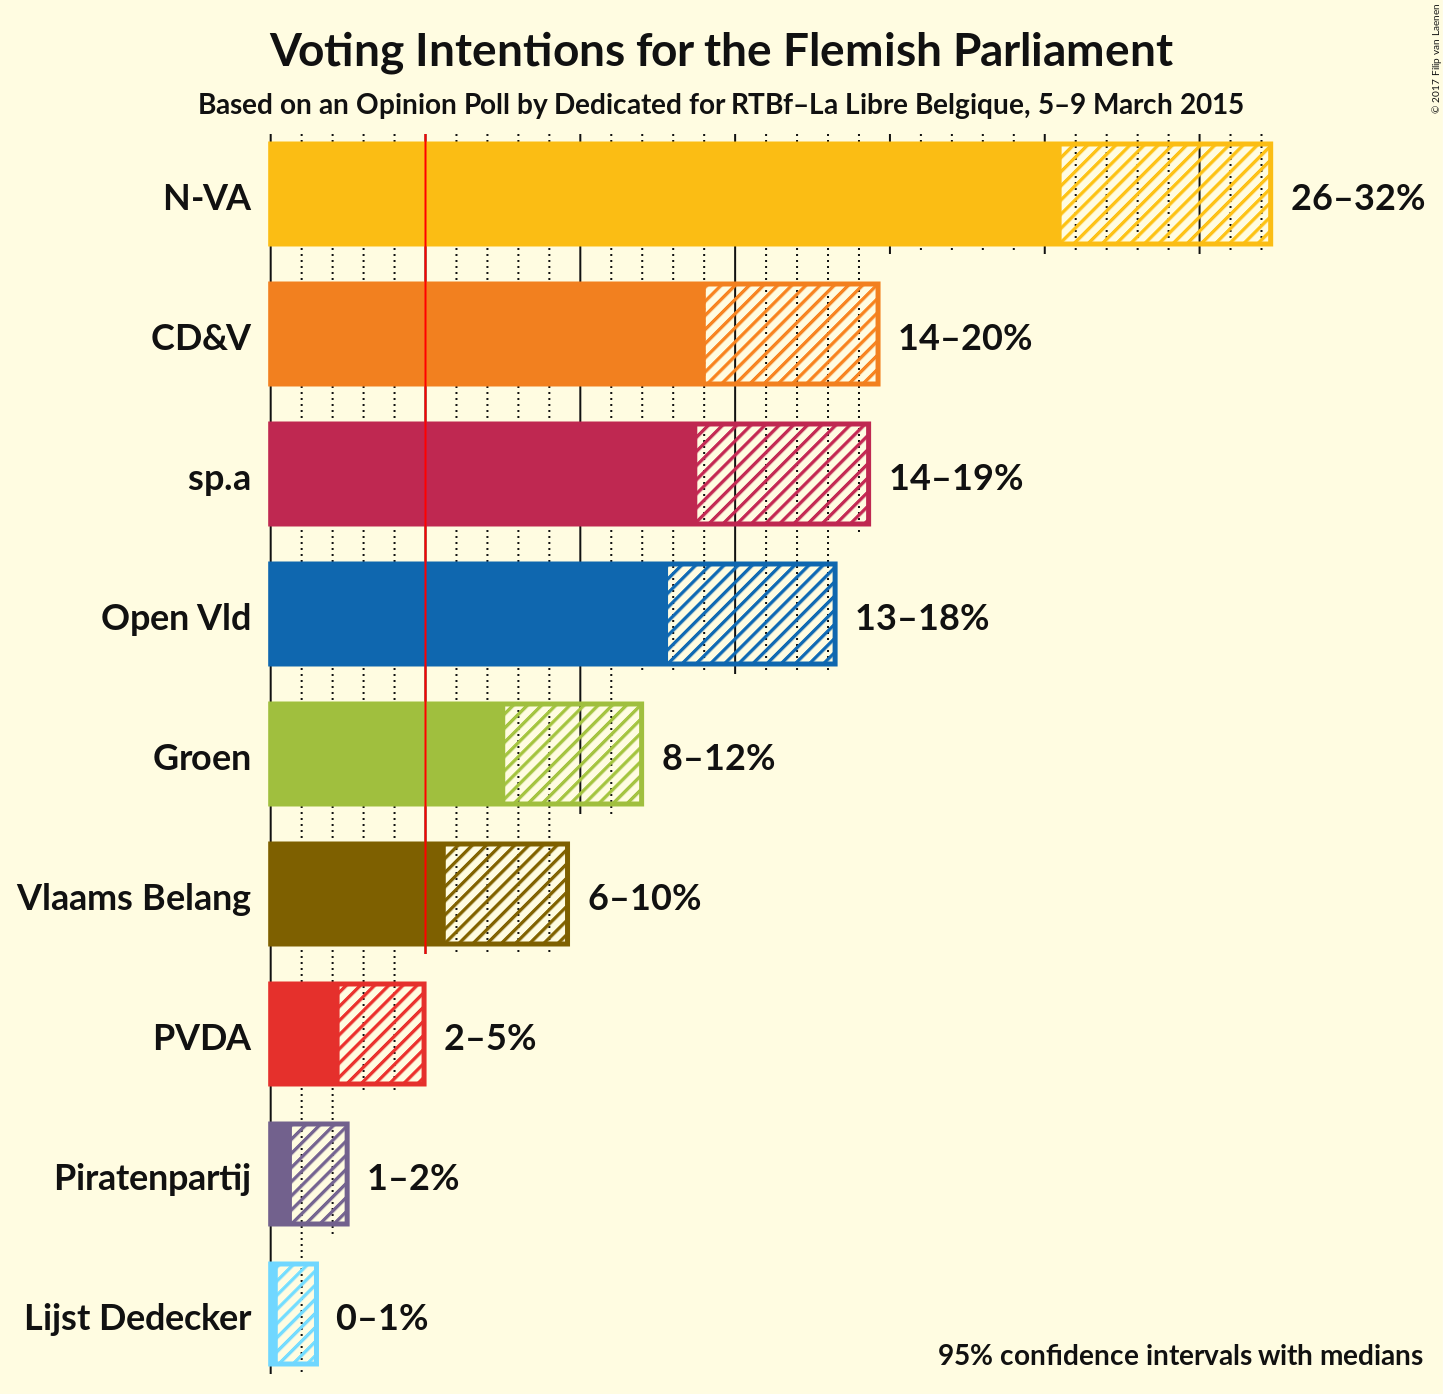 Voting Intentions for the Flemish Parliament
Based on an Opinion Poll by Dedicated for RTBf–La Libre Belgique, 5–9 March 2015
© 2017 Filip van Laenen
N-VA 26–32%
CD&V 14–20%
sp.a 14–19%
Open Vld 13–18%
Groen 8–12%
Vlaams Belang 6–10%
PVDA 2–5%
Piratenpartij 1–2%
Lijst Dedecker 0–1%
95% confidence intervals with medians